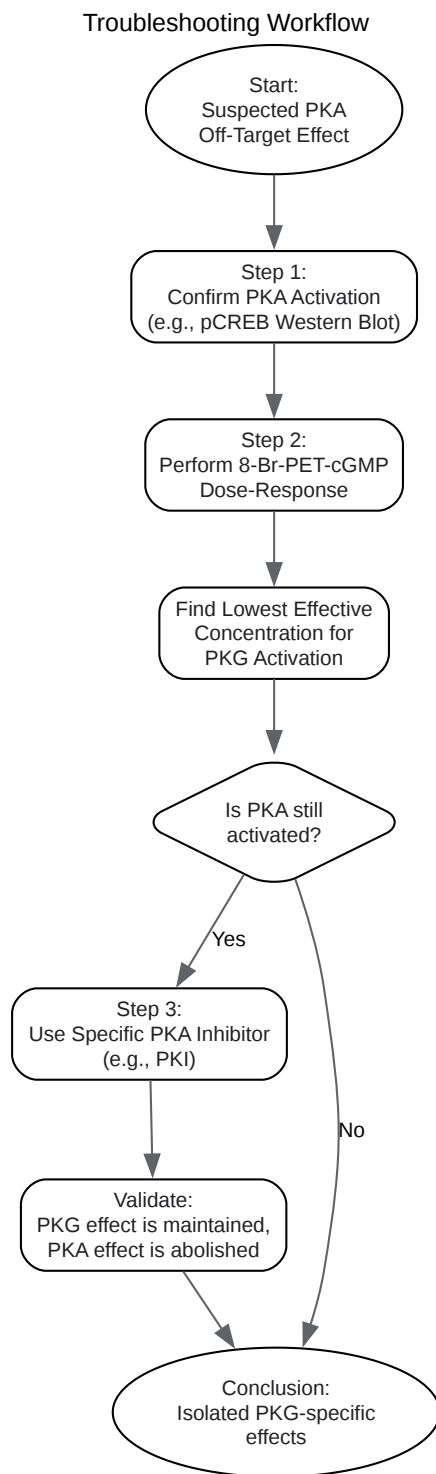 Troubleshooting Workflow
Start:
Suspected PKA
Off-Target Effect
Step 1:
Confirm PKA Activation
(e.g., pCREB Western Blot)
Step 2:
Perform 8-Br-PET-cGMP
Dose-Response
Find Lowest Effective
Concentration for
PKG Activation
Is PKA still
activated?
Yes
Step 3:
Use Specific PKA Inhibitor
(e.g., PKI)
No
Validate:
PKG effect is maintained,
PKA effect is abolished
Conclusion:
Isolated PKG-specific
effects